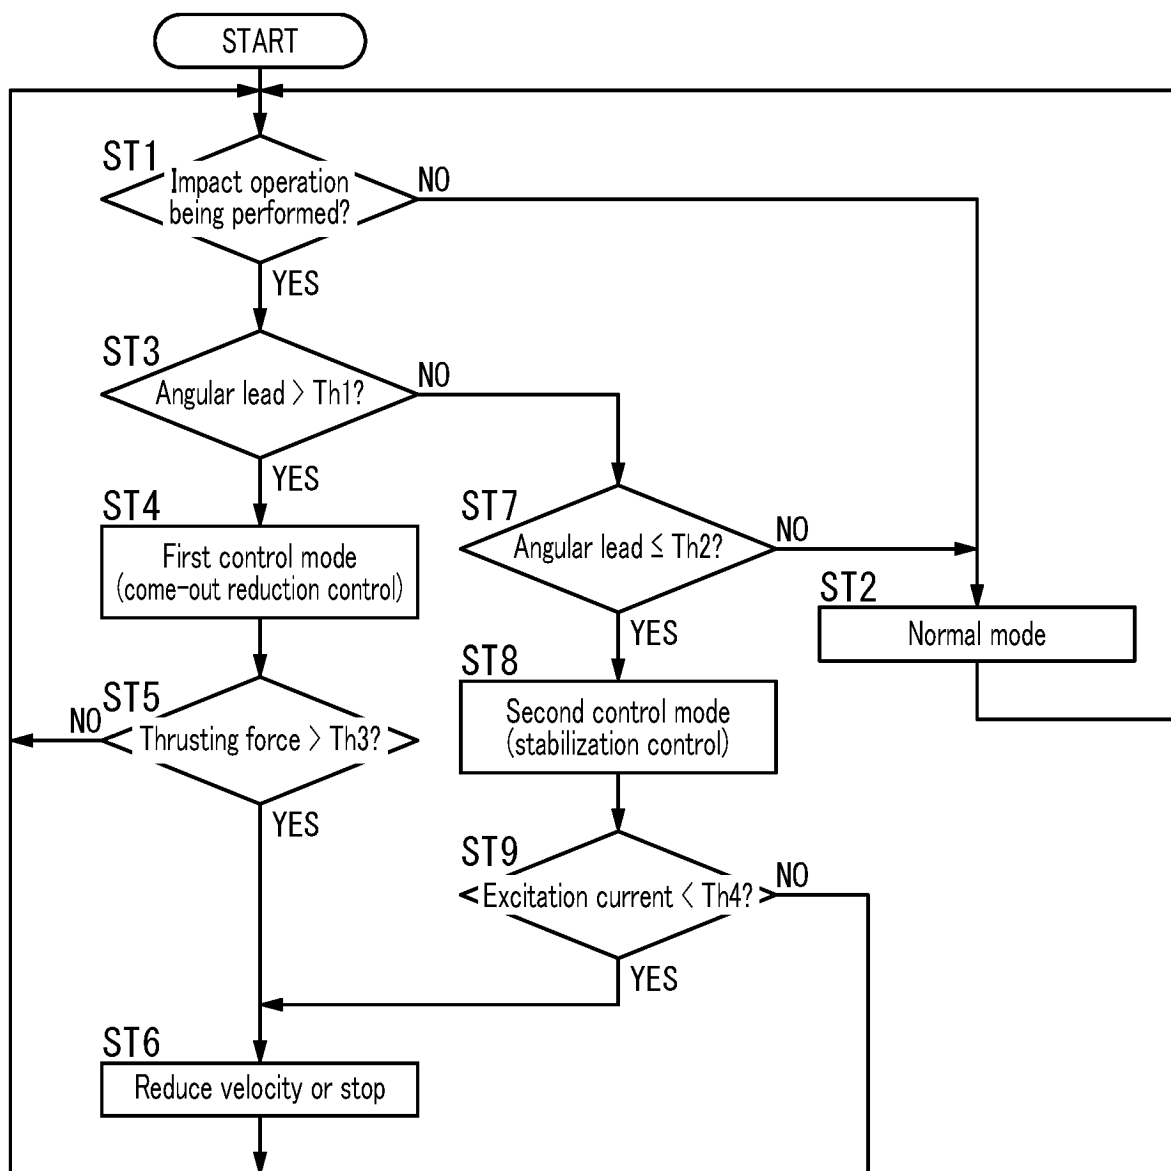 START
ST1
Impact operation
being performed?
NO
YES
ST3
Angular lead > Th1?
NO
YES
ST4
First control mode
(come-out reduction control)
ST7
Angular lead ≦ Th2?
NO
YES
ST2
Normal mode
ST5
Thrusting force > Th3?
NO
YES
ST8
Second control mode
(stabilization control)
ST9
Excitation current < Th4?
NO
YES
ST6
Reduce velocity or stop